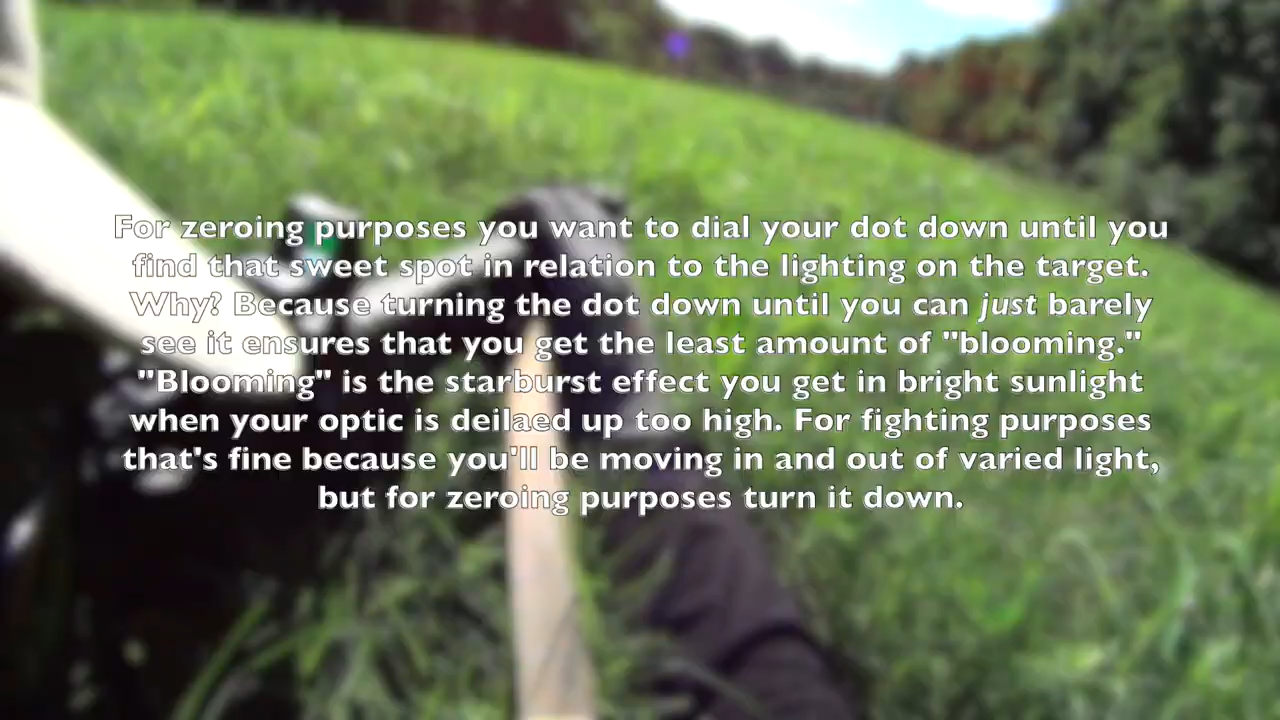 For zeroing purposes you want to dial your dot down until you
find that sweet spot in relation to the lighting on the target.
Why? Because turning the dot down until you can just barely
see it ensures that you get the least amount of "blooming."
"Blooming" is the starburst effect you get in bright sunlight
when your optic is deilaed up too high. For fighting purposes
that's fine because you'll be moving in and out of varied light,
but for zeroing purposes turn it down.